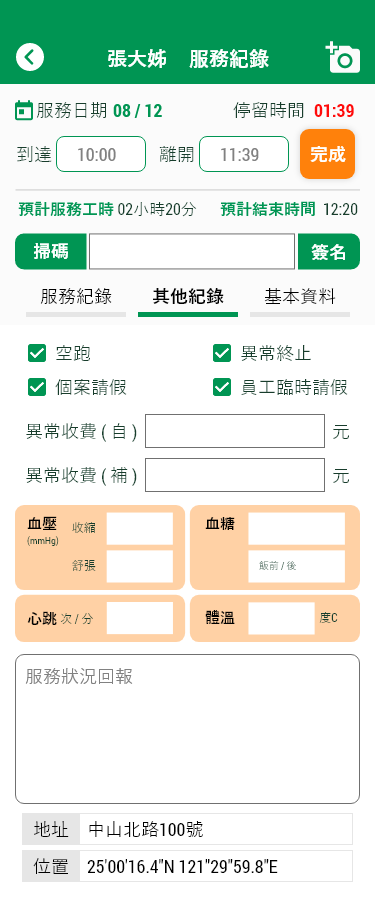 張大姊 服務紀錄
服務日期 08 / 12 停留時間 01:39
到達 10:00 離開 11:39 完成
預計服務工時 02小時20分 預計結束時間 12:20
掃碼 簽名
服務紀錄 其他紀錄 基本資料
空跑 異常終止
個案請假 員工臨時請假
異常收費 ( 自 ) 元
異常收費 ( 補 ) 元
血壓 收縮 血糖
(mmHg)
舒張 飯前 / 後
心跳 次 / 分 體溫 度C
服務狀況回報
地址 中山北路100號
位置 25'00'16.4"N 121"29"59.8"E